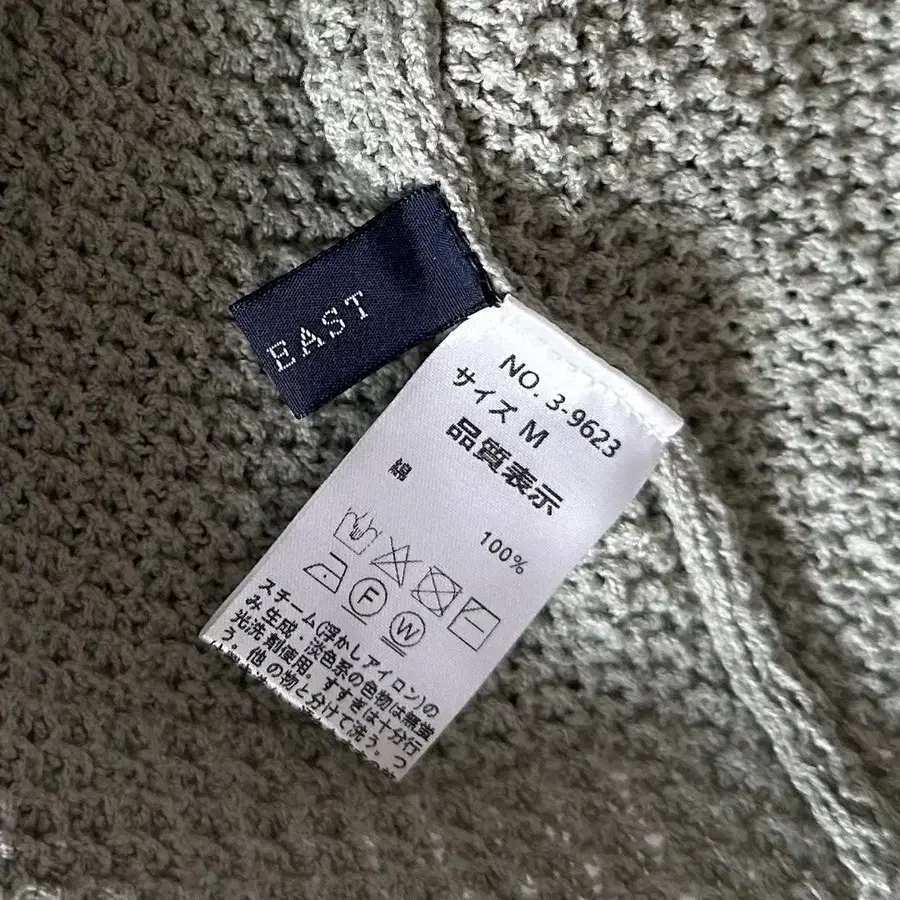 EAST
NO. 3-9623
サイズ M
品質表示
綿 100%
F
W
スチーム(浮かしアイロン)の
み生成・淡色系の色物は無蛍
光洗剤使用。すすぎは十分行
う。他の物と分けて洗う。つ